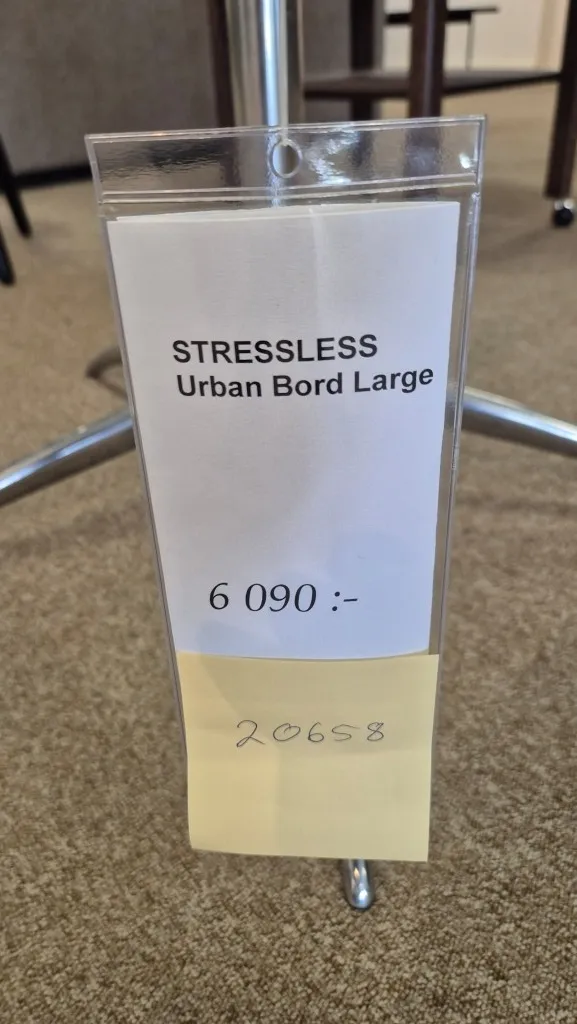 STRESSLESS
Urban Bord Large
6 090 :-
20658